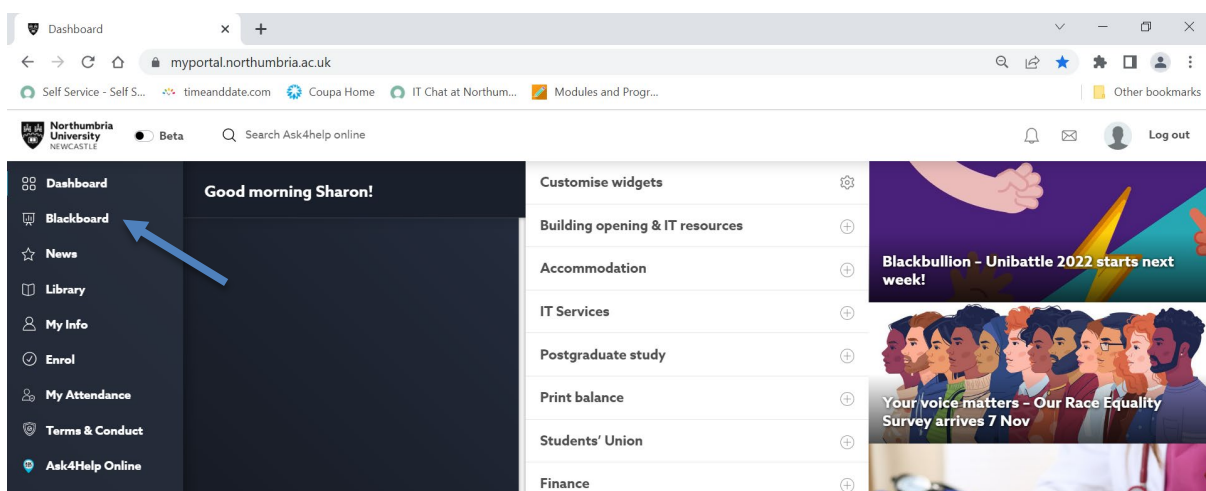 Dashboard
myportal.northumbria.ac.uk
Self Service - Self S...
timeanddate.com
Coupa Home
IT Chat at Northum...
Modules and Progr...
Other bookmarks
Northumbria
University
NEWCASTLE
Beta
Search Ask4help online
Log out
Dashboard
Blackboard
News
Library
My Info
Enrol
My Attendance
Terms & Conduct
Ask4Help Online
Good morning Sharon!
Customise widgets
Building opening & IT resources
Accommodation
IT Services
Postgraduate study
Print balance
Students' Union
Finance
Blackbullion – Unibattle 2022 starts next
week!
Your voice matters – Our Race Equality
Survey arrives 7 Nov